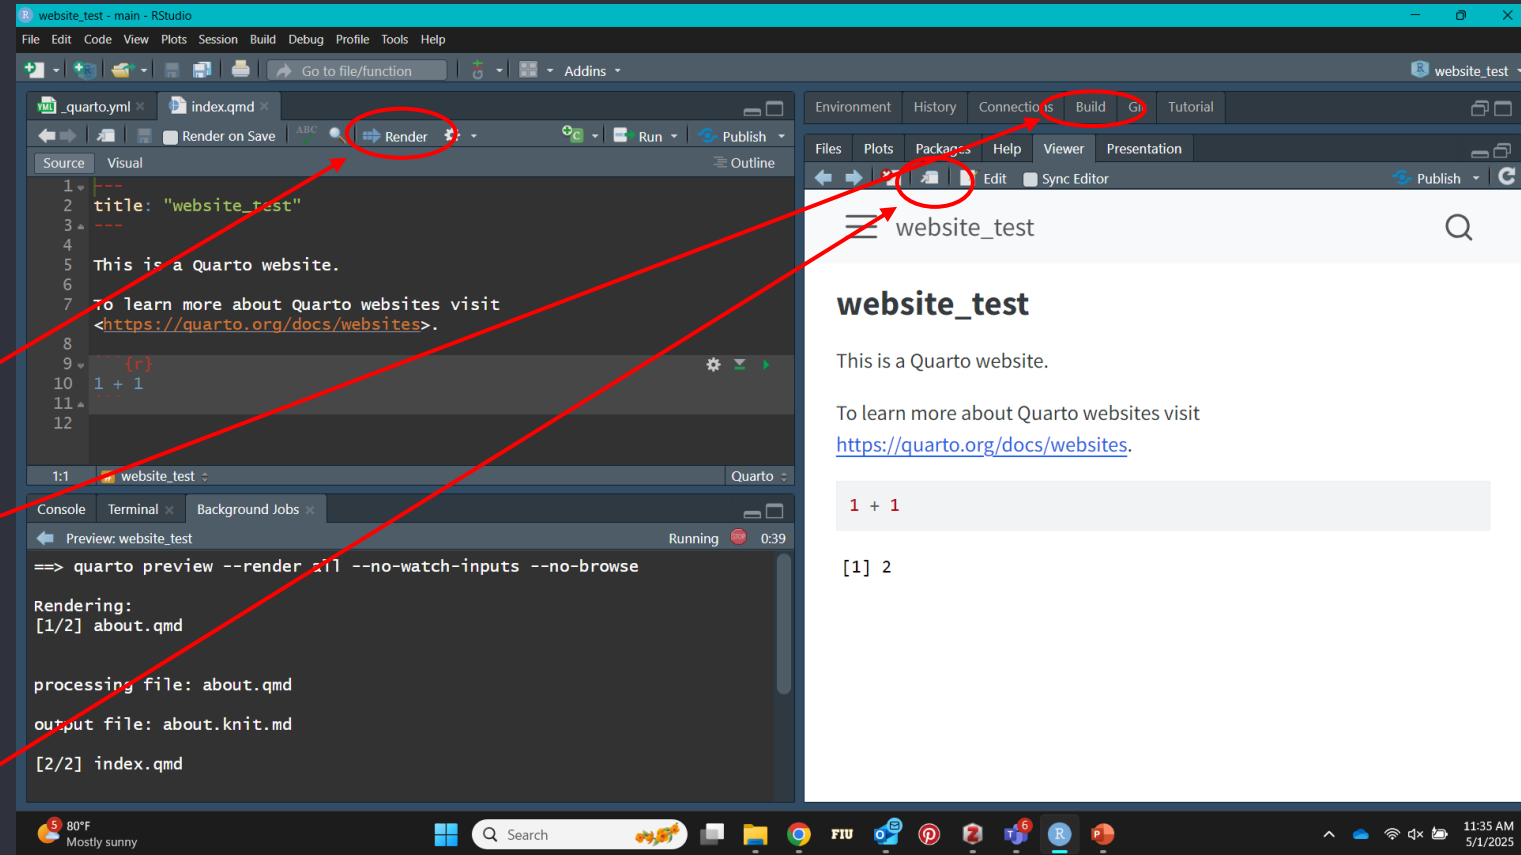 website_test - main - RStudio
File Edit Code View Plots Session Build Debug Profile Tools Help
Go to file/function
Addins
website_test
_quarto.yml
index.qmd
Render on Save
ABC
Render
Run
Publish
Source
Visual
Outline
1 ---
2 title: "website_test"
3 ---
4
5 This is a Quarto website.
6
7 To learn more about Quarto websites visit
<https://quarto.org/docs/websites>.
8
9 ```{r}
10 1 + 1
11 ```
12
1:1
website_test
Quarto
Console
Terminal
Background Jobs
Preview: website_test
Running
STOP
0:39
==> quarto preview --render all --no-watch-inputs --no-browse
Rendering:
[1/2] about.qmd
processing file: about.qmd
output file: about.knit.md
[2/2] index.qmd
Environment History Connections Build Git Tutorial
Files Plots Packages Help Viewer Presentation
Edit
Sync Editor
Publish
website_test
website_test
This is a Quarto website.
To learn more about Quarto websites visit
https://quarto.org/docs/websites.
1 + 1
[1] 2
5
80°F
Mostly sunny
Search
FIU
6
11:35 AM
5/1/2025